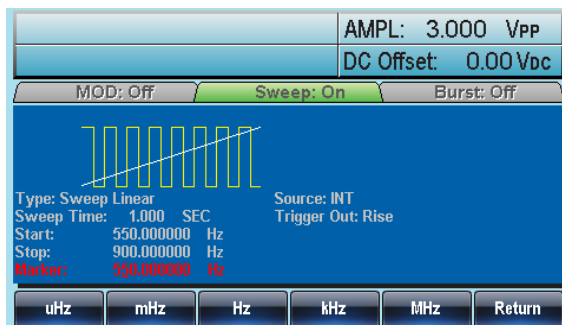 AMPL: 3.000 VPP
DC Offset: 0.00 VDC
MOD: Off Sweep: On Burst: Off
Type: Sweep Linear Source: INT
Sweep Time: 1.000 SEC Trigger Out: Rise
Start: 550.000000 Hz
Stop: 900.000000 Hz
Marker: 550.000000 Hz
uHz mHz Hz kHz MHz Return